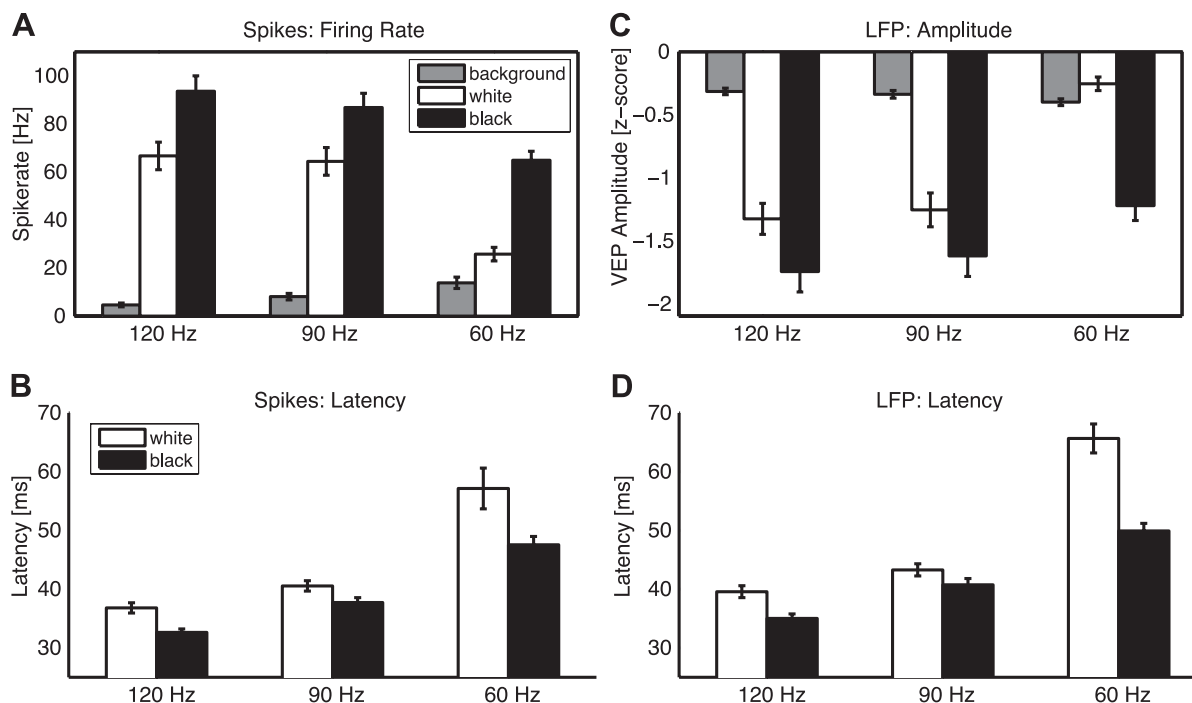 A
Spikes: Firing Rate
Spikerate [Hz]
100
80
60
40
20
0
background
white
black
120 Hz
90 Hz
60 Hz
C
LFP: Amplitude
VEP Amplitude [z-score]
0
−0.5
−1
−1.5
−2
120 Hz
90 Hz
60 Hz
B
Spikes: Latency
Latency [ms]
70
60
50
40
30
white
black
120 Hz
90 Hz
60 Hz
D
LFP: Latency
Latency [ms]
70
60
50
40
30
120 Hz
90 Hz
60 Hz